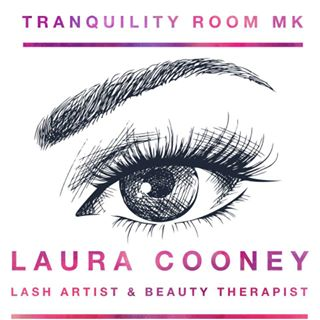 TRANQUILITY ROOM MK
LAURA COONEY
LASH ARTIST & BEAUTY THERAPIST